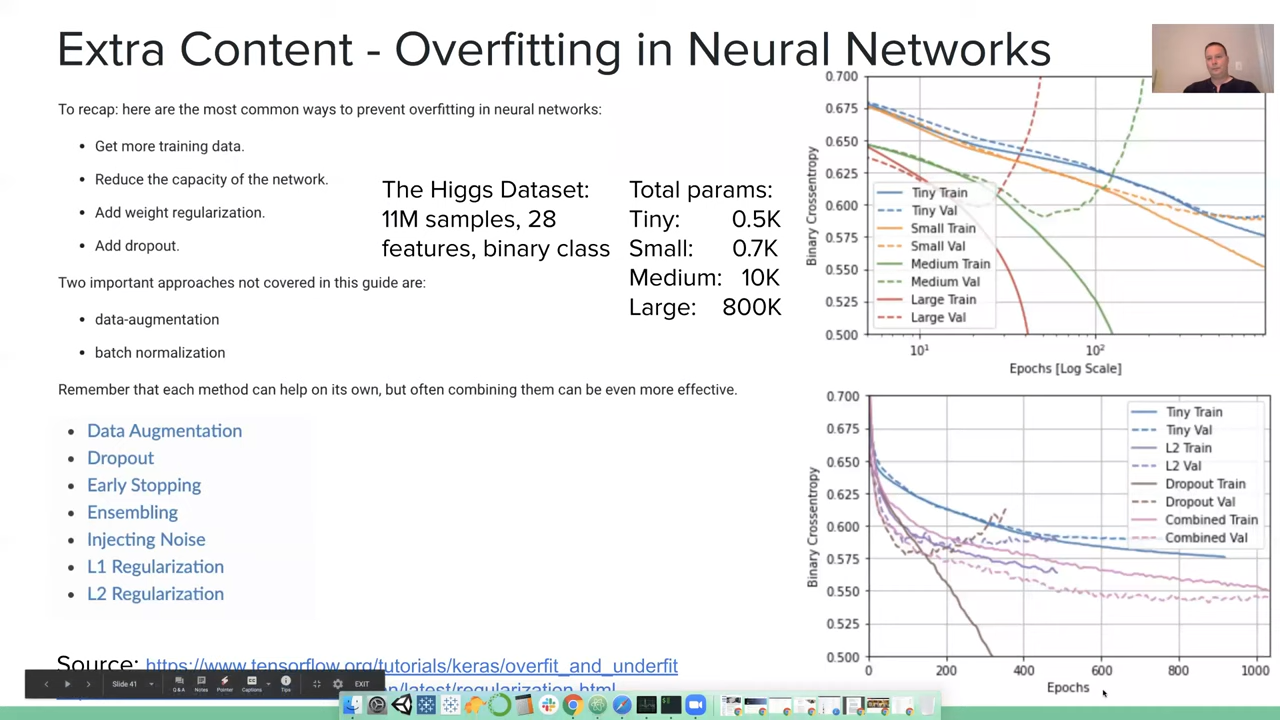 Extra Content - Overfitting in Neural Networks
To recap: here are the most common ways to prevent overfitting in neural networks:
• Get more training data.
• Reduce the capacity of the network.
• Add weight regularization.
• Add dropout.
Two important approaches not covered in this guide are:
• data-augmentation
• batch normalization
Remember that each method can help on its own, but often combining them can be even more effective.
The Higgs Dataset:
11M samples, 28
features, binary class
Total params:
Tiny: 0.5K
Small: 0.7K
Medium: 10K
Large: 800K
• Data Augmentation
• Dropout
• Early Stopping
• Ensembling
• Injecting Noise
• L1 Regularization
• L2 Regularization
Source: https://www.tensorflow.org/tutorials/keras/overfit_and_underfit
n/latest/regularization.html
Slide 41
Q&A
Notes
Pointer
Captions
Tips
EXIT
0.700
0.675
0.650
0.625
0.600
0.575
0.550
0.525
0.500
Binary Crossentropy
Tiny Train
Tiny Val
Small Train
Small Val
Medium Train
Medium Val
Large Train
Large Val
10¹
10²
Epochs [Log Scale]
0.700
0.675
0.650
0.625
0.600
0.575
0.550
0.525
0.500
Binary Crossentropy
Tiny Train
Tiny Val
L2 Train
L2 Val
Dropout Train
Dropout Val
Combined Train
Combined Val
0 200 400 600 800 1000
Epochs